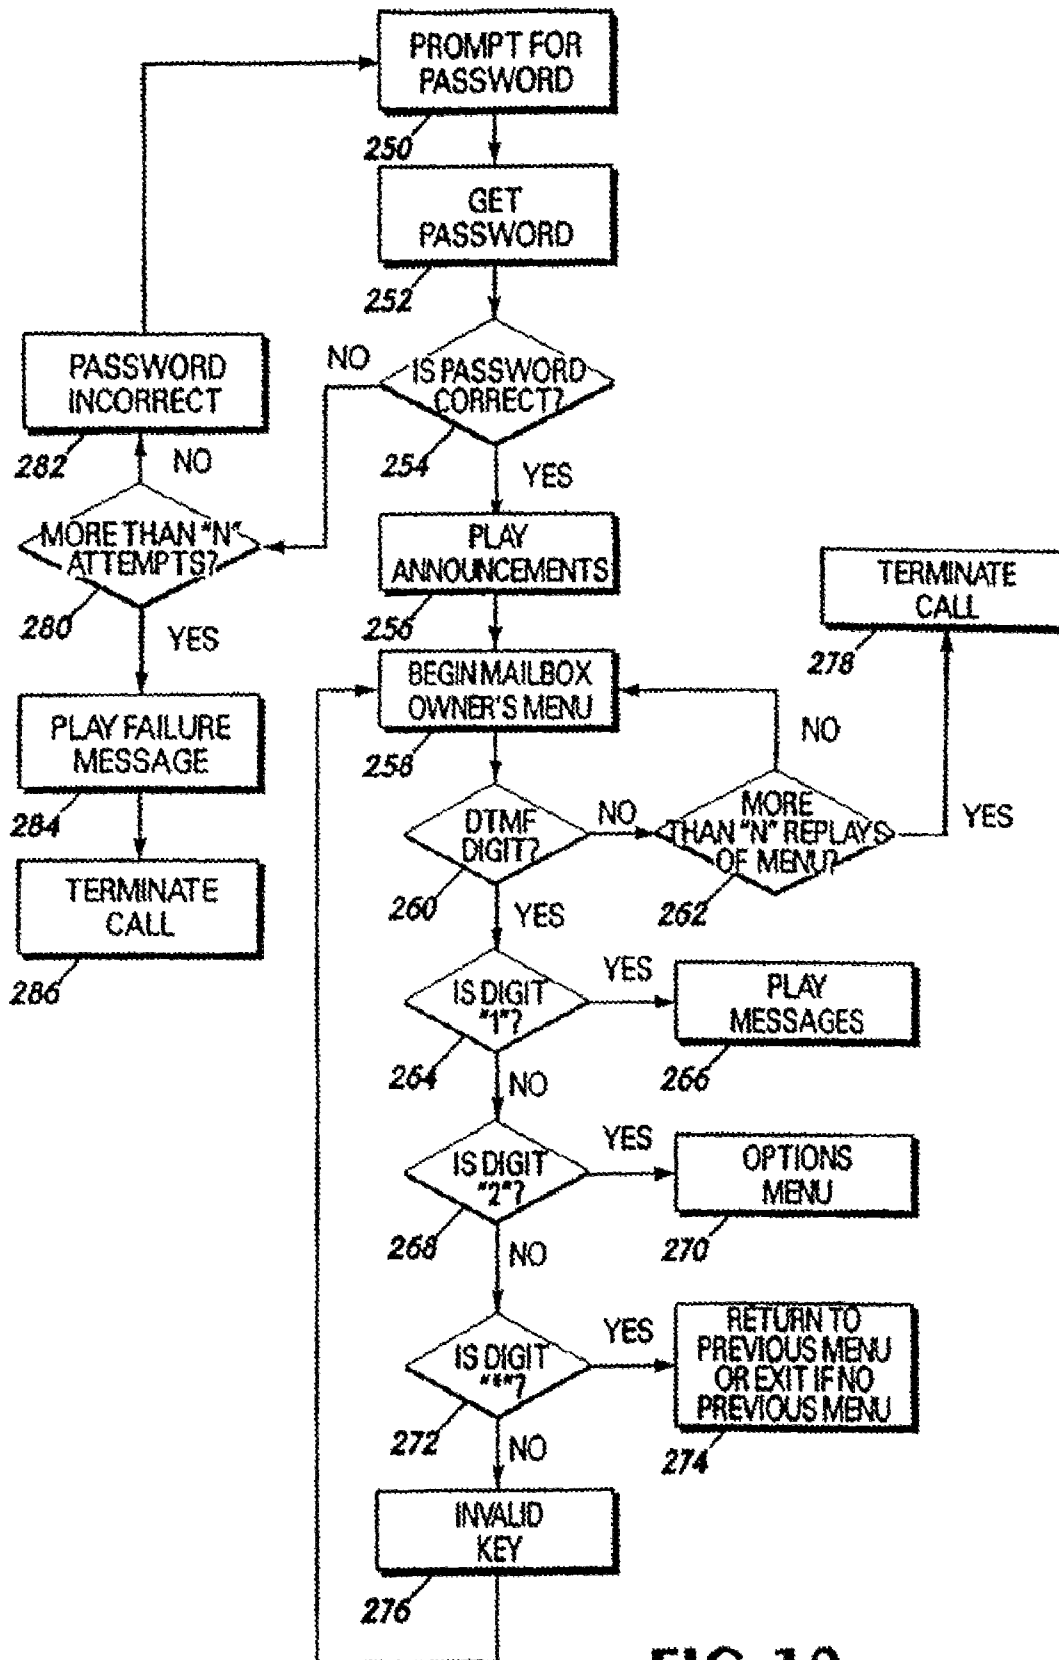 PROMPT FOR
PASSWORD
250
GET
PASSWORD
252
PASSWORD
INCORRECT
282
NO
IS PASSWORD
CORRECT?
254
NO
YES
MORE THAN "N"
ATTEMPTS?
280
YES
PLAY
ANNOUNCEMENTS
256
TERMINATE
CALL
278
BEGIN MAILBOX
OWNER'S MENU
258
NO
PLAY FAILURE
MESSAGE
284
DTMF
DIGIT?
260
NO
MORE
THAN "N" REPLAYS
OF MENU?
262
YES
YES
TERMINATE
CALL
286
IS DIGIT
"1"?
264
YES
PLAY
MESSAGES
266
NO
IS DIGIT
"2"?
268
YES
OPTIONS
MENU
270
NO
IS DIGIT
"*"?
272
YES
RETURN TO
PREVIOUS MENU
OR EXIT IF NO
PREVIOUS MENU
274
NO
INVALID
KEY
276